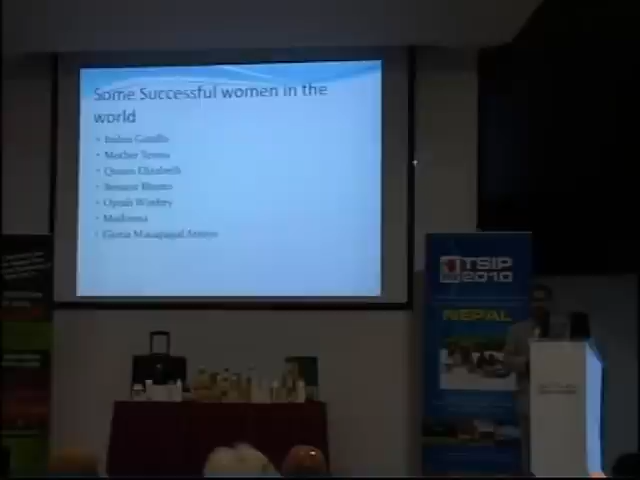 Some Successful women in the
world
• Indira Gandhi
• Mother Teresa
• Queen Elizabeth
• Benazir Bhutto
• Oprah Winfrey
• Madonna
• Gloria Macapagal Arroyo
TSIP
2010
NEPAL